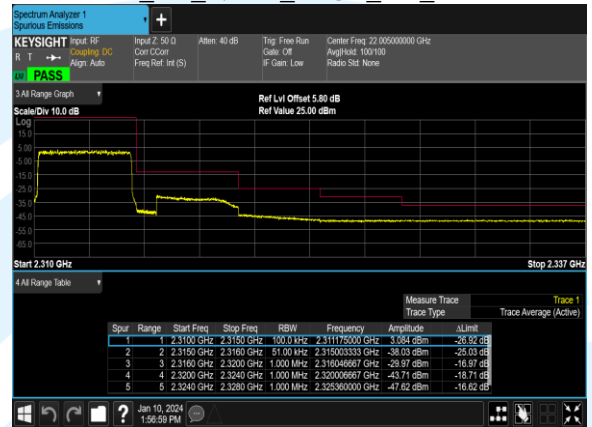 Spectrum Analyzer 1
Spurious Emissions
KEYSIGHT Input: RF Input Z: 50 Ω Atten: 40 dB Trig: Free Run Center Freq: 22.005000000 GHz
R T Coupling: DC Corr CCorr Gate: Off Avg|Hold: 100/100
Align: Auto Freq Ref: Int (S) IF Gain: Low Radio Std: None
LV PASS
3 All Range Graph
Ref Lvl Offset 5.80 dB
Scale/Div 10.0 dB Ref Value 25.00 dBm
Log
15.0
5.00
-5.00
-15.0
-25.0
-35.0
-45.0
-55.0
-65.0
Start 2.310 GHz Stop 2.337 GHz
4 All Range Table
Measure Trace Trace 1
Trace Type Trace Average (Active)
Spur Range Start Freq Stop Freq RBW Frequency Amplitude ΔLimit
1 1 2.3100 GHz 2.3150 GHz 100.0 kHz 2.311175000 GHz 3.084 dBm -26.92 dB
2 2 2.3150 GHz 2.3160 GHz 51.00 kHz 2.315003333 GHz -38.03 dBm -25.03 dB
3 3 2.3160 GHz 2.3200 GHz 1.000 MHz 2.316046667 GHz -29.97 dBm -16.97 dB
4 4 2.3200 GHz 2.3240 GHz 1.000 MHz 2.320006667 GHz -43.71 dBm -18.71 dB
5 5 2.3240 GHz 2.3280 GHz 1.000 MHz 2.325360000 GHz -47.62 dBm -16.62 dB
Jan 10, 2024
1:56:59 PM